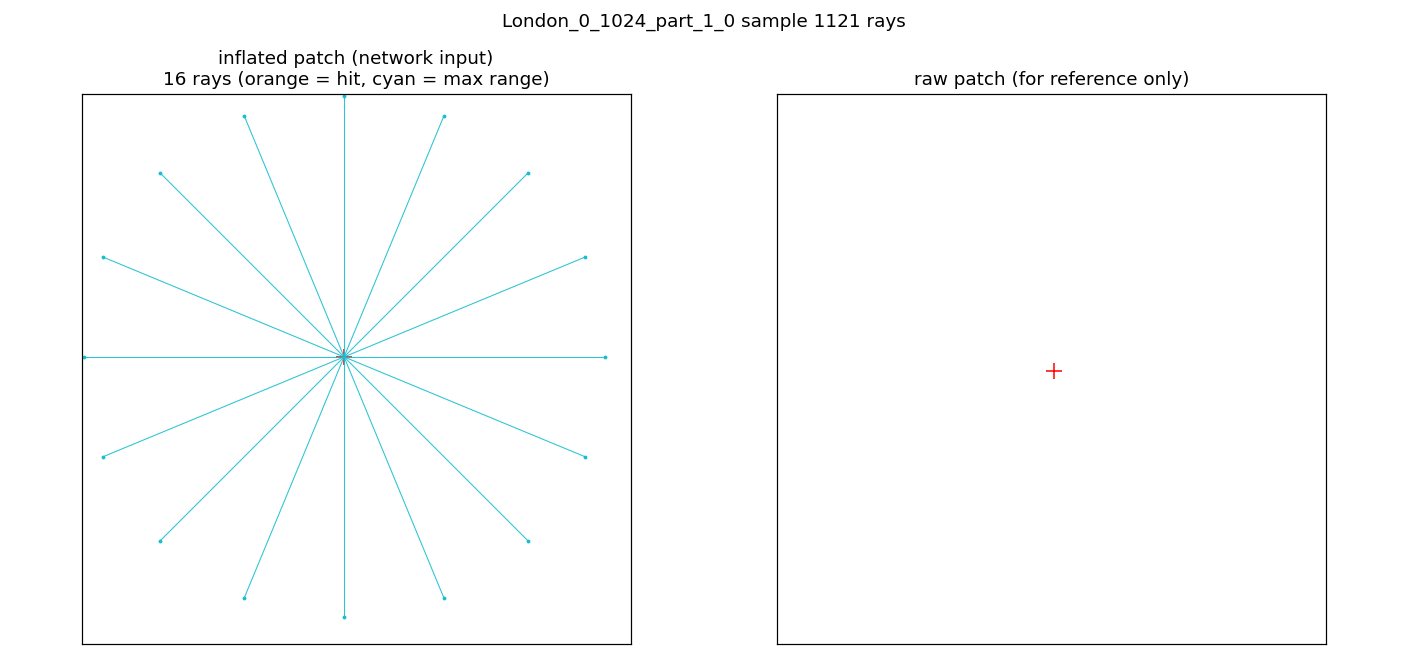 London_0_1024_part_1_0 sample 1121 rays
inflated patch (network input)
16 rays (orange = hit, cyan = max range)
raw patch (for reference only)